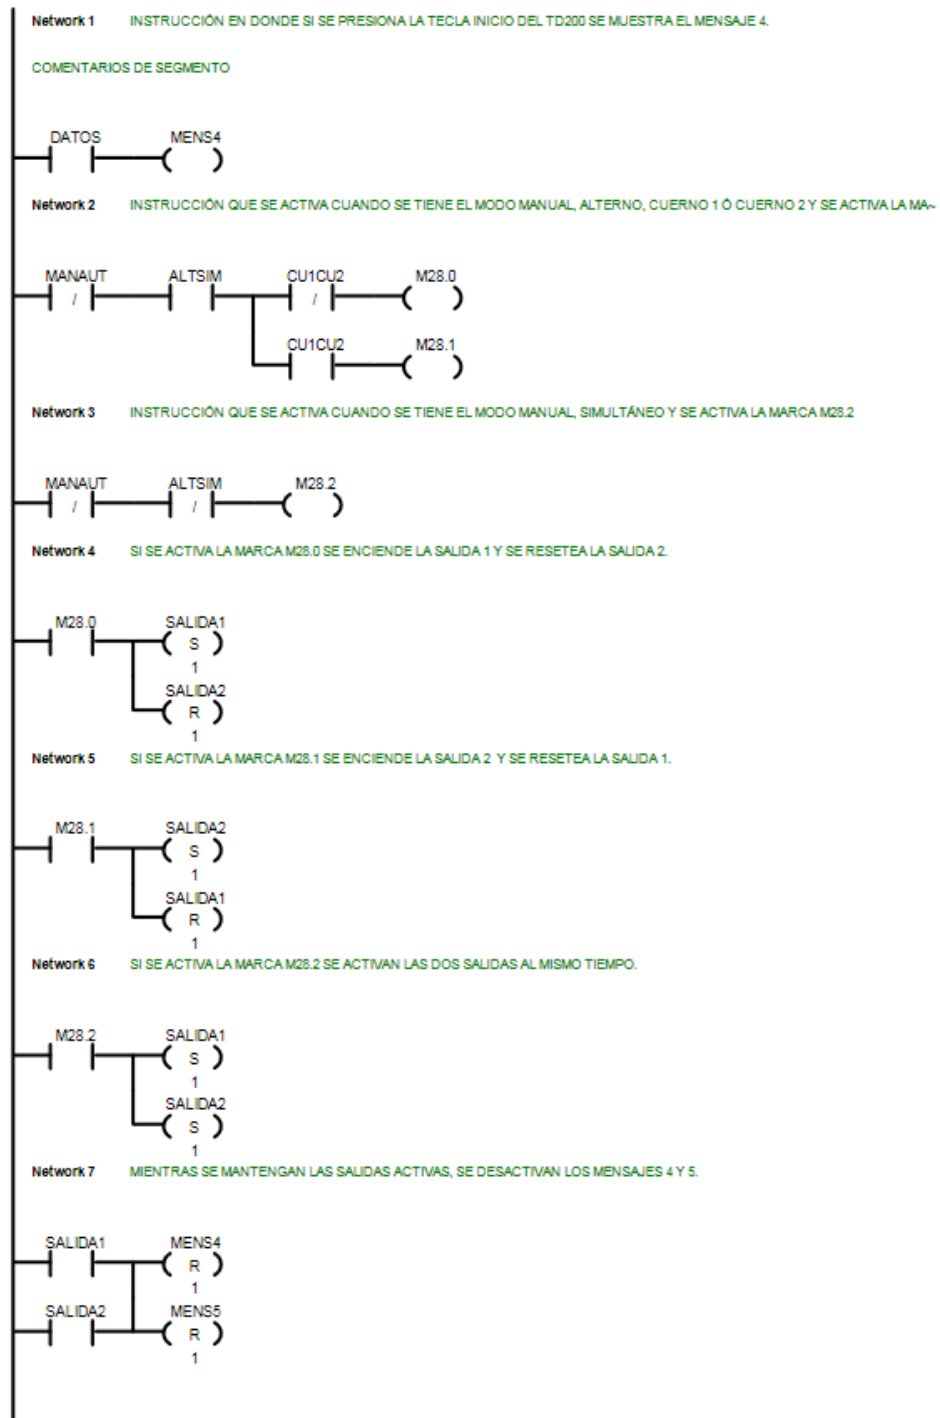 Network 1 INSTRUCCIÓN EN DONDE SI SE PRESIONA LA TECLA INICIO DEL TD200 SE MUESTRA EL MENSAJE 4.
COMENTARIOS DE SEGMENTO
DATOS MENS4
Network 2 INSTRUCCIÓN QUE SE ACTIVA CUANDO SE TIENE EL MODO MANUAL, ALTERNO, CUERNO 1 Ó CUERNO 2 Y SE ACTIVA LA MA~
MANAUT ALTSIM CU1CU2 M28.0
/ /
CU1CU2 M28.1
Network 3 INSTRUCCIÓN QUE SE ACTIVA CUANDO SE TIENE EL MODO MANUAL, SIMULTÁNEO Y SE ACTIVA LA MARCA M28.2
MANAUT ALTSIM M28.2
/ /
Network 4 SI SE ACTIVA LA MARCA M28.0 SE ENCIENDE LA SALIDA 1 Y SE RESETEA LA SALIDA 2.
M28.0 SALIDA1
S
1
SALIDA2
R
1
Network 5 SI SE ACTIVA LA MARCA M28.1 SE ENCIENDE LA SALIDA 2 Y SE RESETEA LA SALIDA 1.
M28.1 SALIDA2
S
1
SALIDA1
R
1
Network 6 SI SE ACTIVA LA MARCA M28.2 SE ACTIVAN LAS DOS SALIDAS AL MISMO TIEMPO.
M28.2 SALIDA1
S
1
SALIDA2
S
1
Network 7 MIENTRAS SE MANTENGAN LAS SALIDAS ACTIVAS, SE DESACTIVAN LOS MENSAJES 4 Y 5.
SALIDA1 MENS4
R
1
SALIDA2 MENS5
R
1